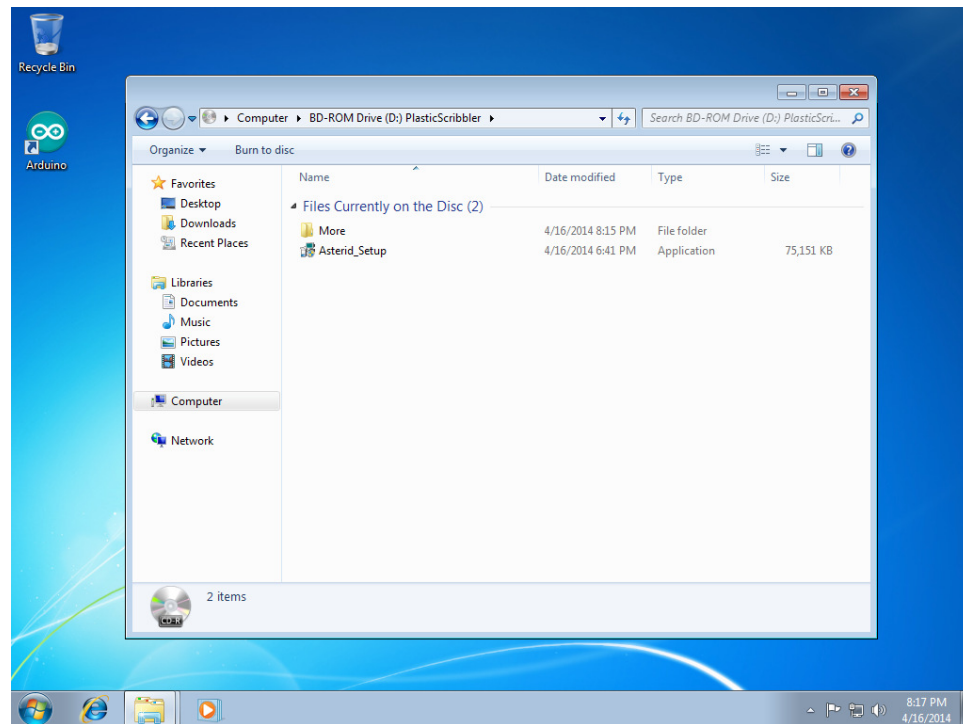 Recycle Bin
Arduino
Computer BD-ROM Drive (D:) PlasticScribbler
Search BD-ROM Drive (D:) PlasticScri...
Organize Burn to disc
Favorites
Desktop
Downloads
Recent Places
Libraries
Documents
Music
Pictures
Videos
Computer
Network
Name Date modified Type Size
Files Currently on the Disc (2)
More 4/16/2014 8:15 PM File folder
Asterid_Setup 4/16/2014 6:41 PM Application 75,151 KB
CD-R
2 items
8:17 PM
4/16/2014